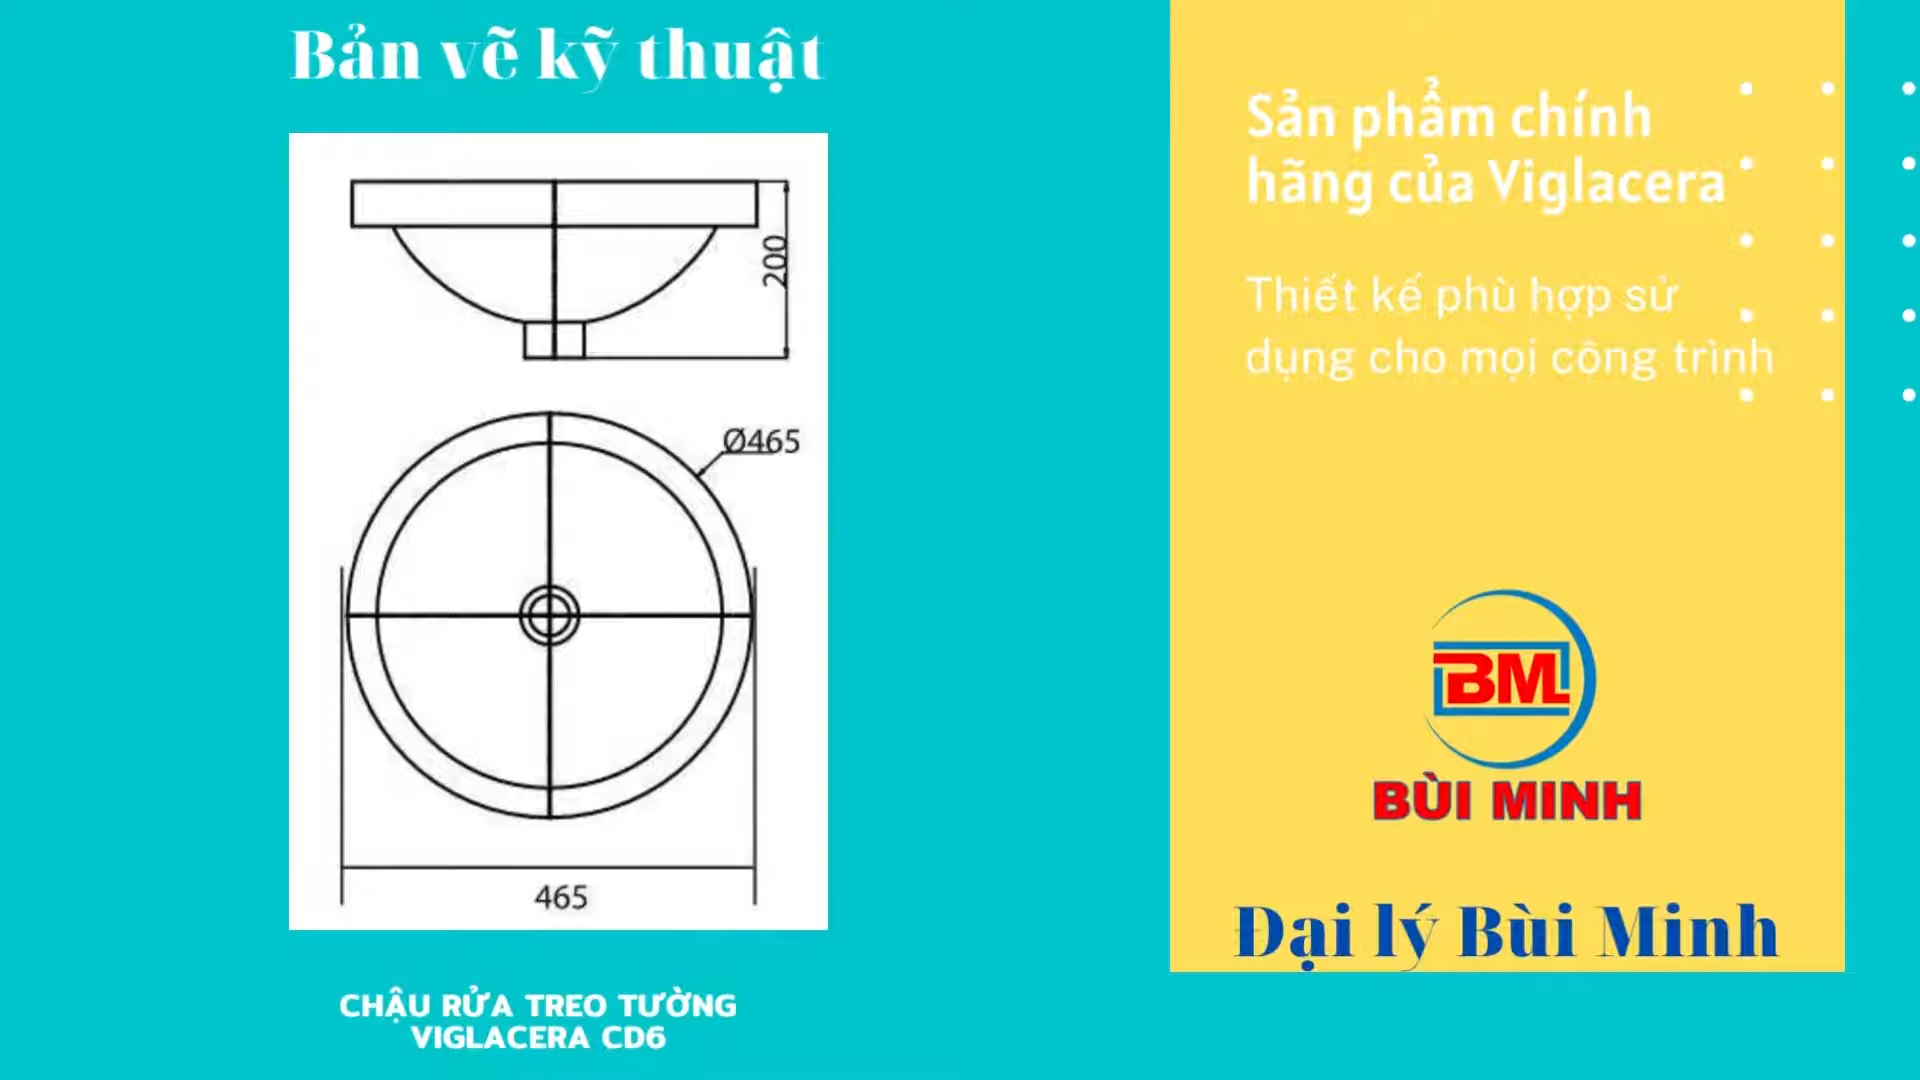 Bản vẽ kỹ thuật
200
Ø465
465
CHẬU RỬA TREO TƯỜNG
VIGLACERA CD6
Sản phẩm chính
hãng của Viglacera
Thiết kế phù hợp sử
dụng cho mọi công trình
BM
BÙI MINH
Đại lý Bùi Minh